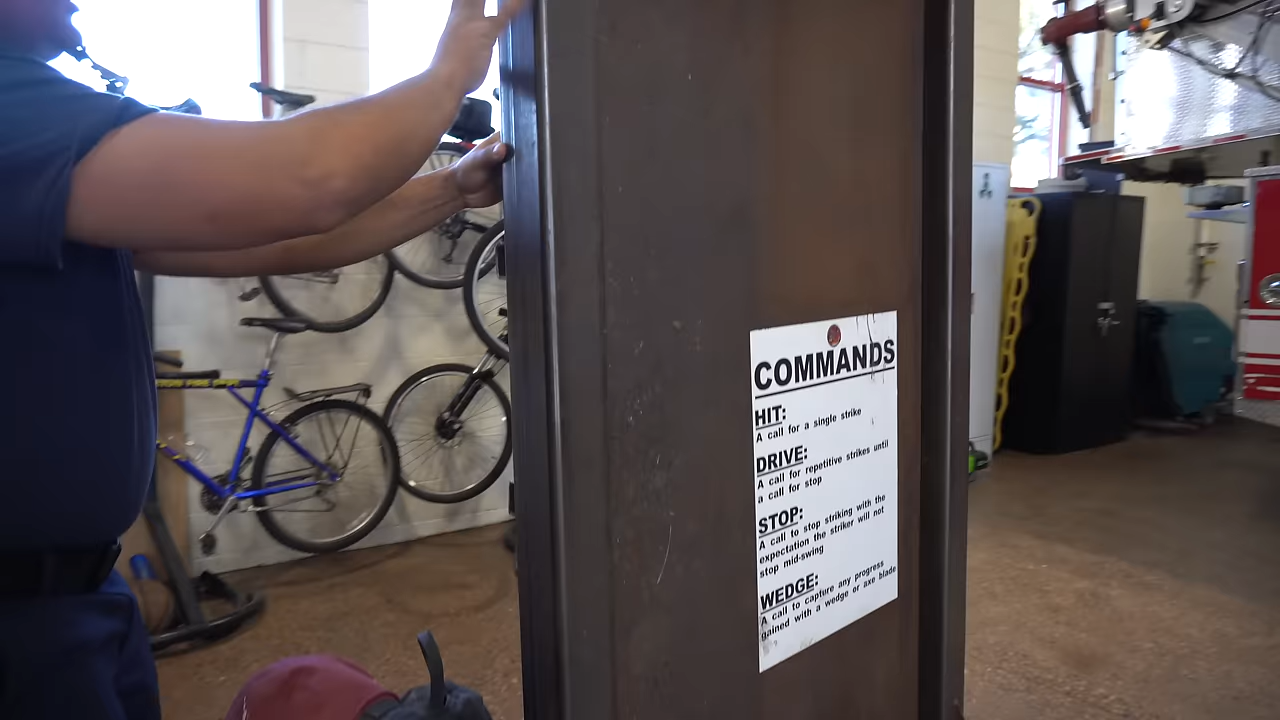 COMMANDS
HIT:
A call for a single strike
DRIVE:
A call for repetitive strikes until
a call for stop
STOP:
A call to stop striking with the
expectation the striker will not
stop mid-swing
WEDGE:
A call to capture any progress
gained with a wedge or axe blade